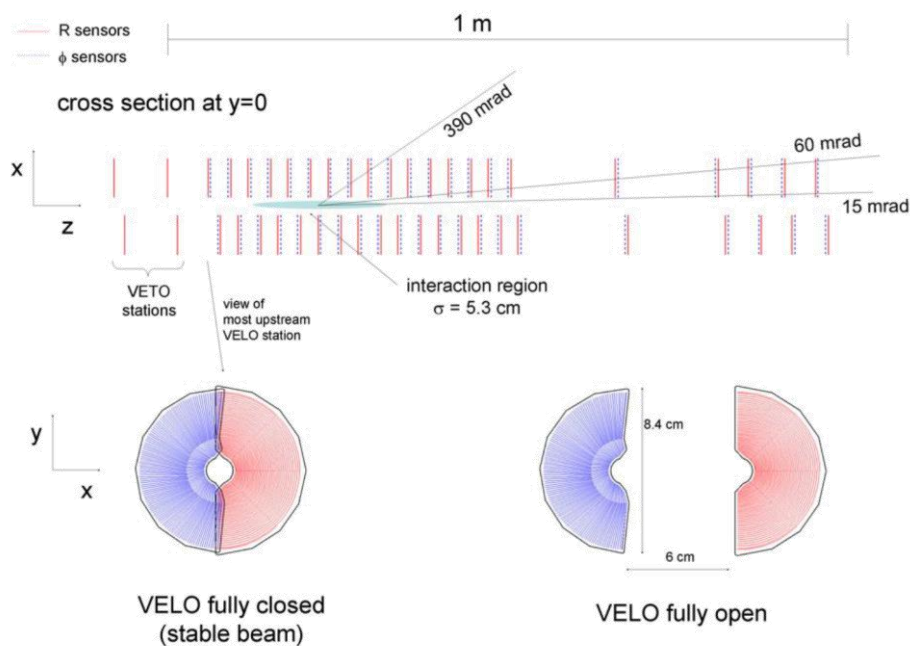 R sensors
1 m
ϕ sensors
cross section at y=0
390 mrad
60 mrad
x
z
15 mrad
VETO
stations
view of
most upstream
VELO station
interaction region
σ = 5.3 cm
y
x
8.4 cm
6 cm
VELO fully closed
(stable beam)
VELO fully open